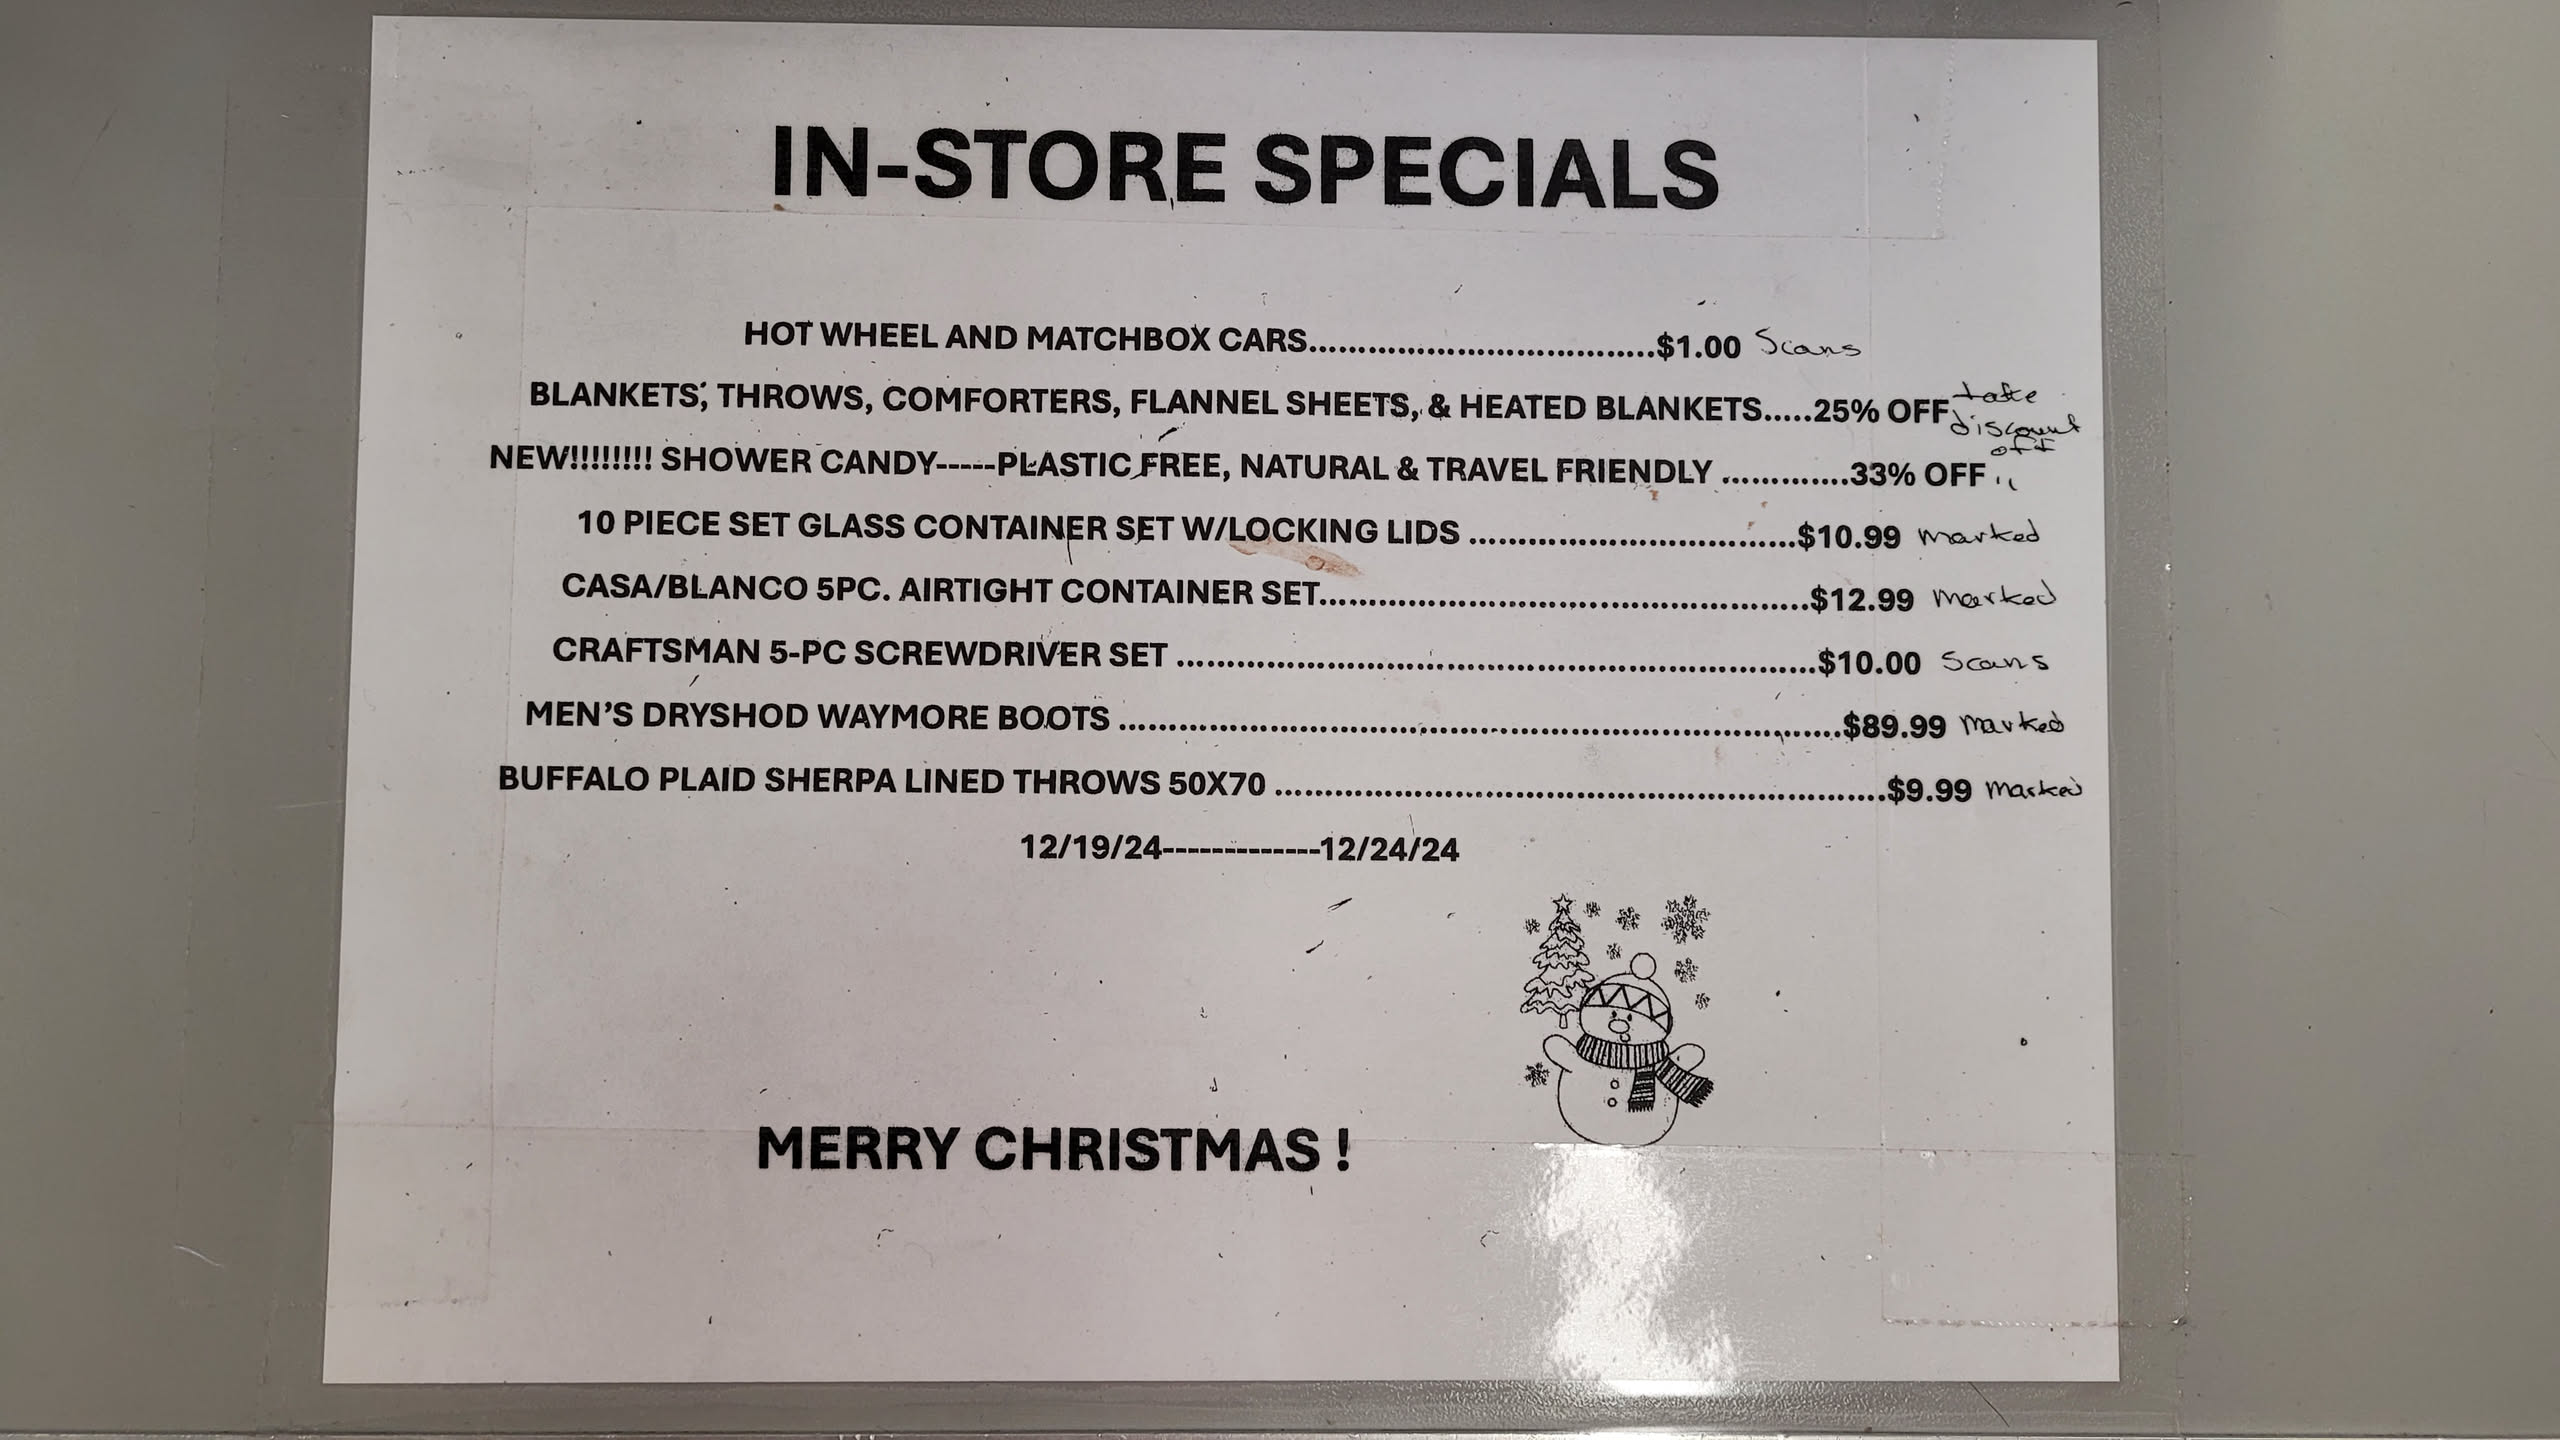 IN-STORE SPECIALS
HOT WHEEL AND MATCHBOX CARS...................................$1.00 Scans
BLANKETS, THROWS, COMFORTERS, FLANNEL SHEETS, & HEATED BLANKETS.....25% OFF take discount off
NEW!!!!!!!! SHOWER CANDY-----PLASTIC FREE, NATURAL & TRAVEL FRIENDLY .............33% OFF "
10 PIECE SET GLASS CONTAINER SET W/LOCKING LIDS .................................$10.99 marked
CASA/BLANCO 5PC. AIRTIGHT CONTAINER SET.................................................$12.99 marked
CRAFTSMAN 5-PC SCREWDRIVER SET ................................................................$10.00 Scans
MEN'S DRYSHOD WAYMORE BOOTS .........................................................................$89.99 marked
BUFFALO PLAID SHERPA LINED THROWS 50X70 .............................................................$9.99 marked
12/19/24-------------12/24/24
MERRY CHRISTMAS !